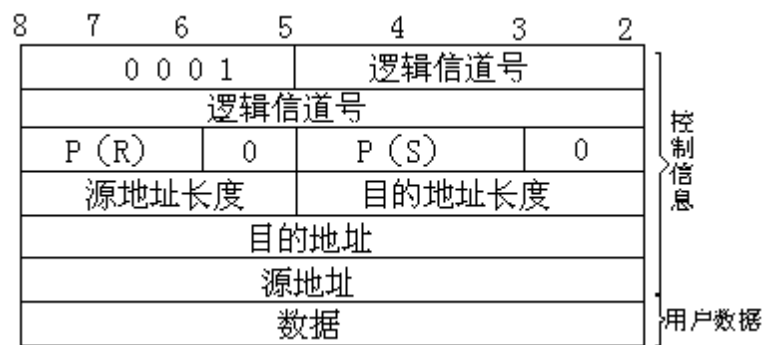 8 7 6 5 4 3 2
0 0 0 1 逻辑信道号
逻辑信道号
P (R) 0 P (S) 0
源地址长度 目的地址长度
目的地址
源地址
数据
控制信息
用户数据